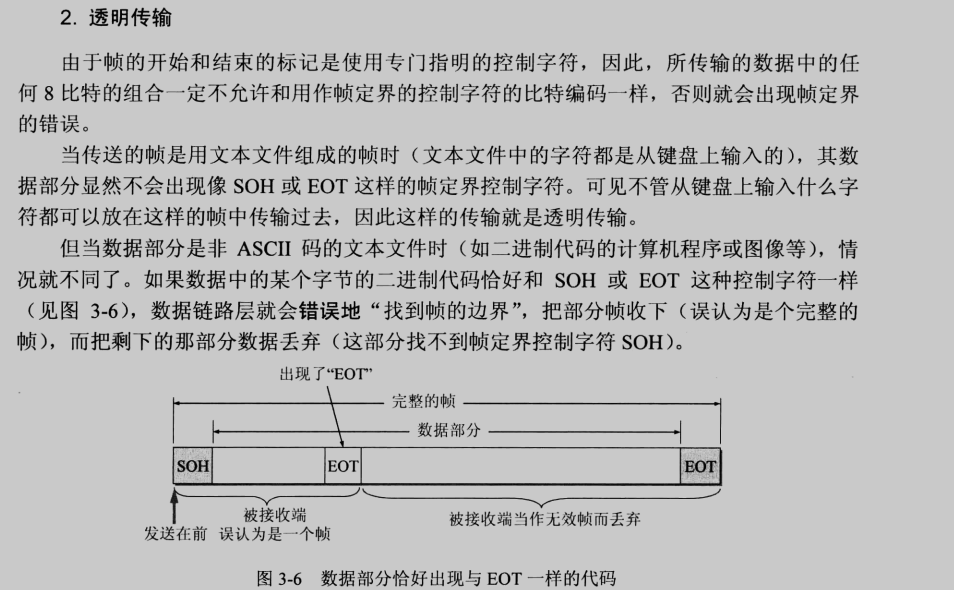 2. 透明传输
由于帧的开始和结束的标记是使用专门指明的控制字符，因此，所传输的数据中的任
何 8 比特的组合一定不允许和用作帧定界的控制字符的比特编码一样，否则就会出现帧定界
的错误。
当传送的帧是用文本文件组成的帧时（文本文件中的字符都是从键盘上输入的），其数
据部分显然不会出现像 SOH 或 EOT 这样的帧定界控制字符。可见不管从键盘上输入什么字
符都可以放在这样的帧中传输过去，因此这样的传输就是透明传输。
但当数据部分是非 ASCII 码的文本文件时（如二进制代码的计算机程序或图像等），情
况就不同了。如果数据中的某个字节的二进制代码恰好和 SOH 或 EOT 这种控制字符一样
（见图 3-6），数据链路层就会错误地“找到帧的边界”，把部分帧收下（误认为是个完整的
帧），而把剩下的那部分数据丢弃（这部分找不到帧定界控制字符 SOH）。
出现了“EOT”
完整的帧
数据部分
SOH
EOT
EOT
被接收端
误认为是一个帧
被接收端当作无效帧而丢弃
发送在前
图 3-6 数据部分恰好出现与 EOT 一样的代码